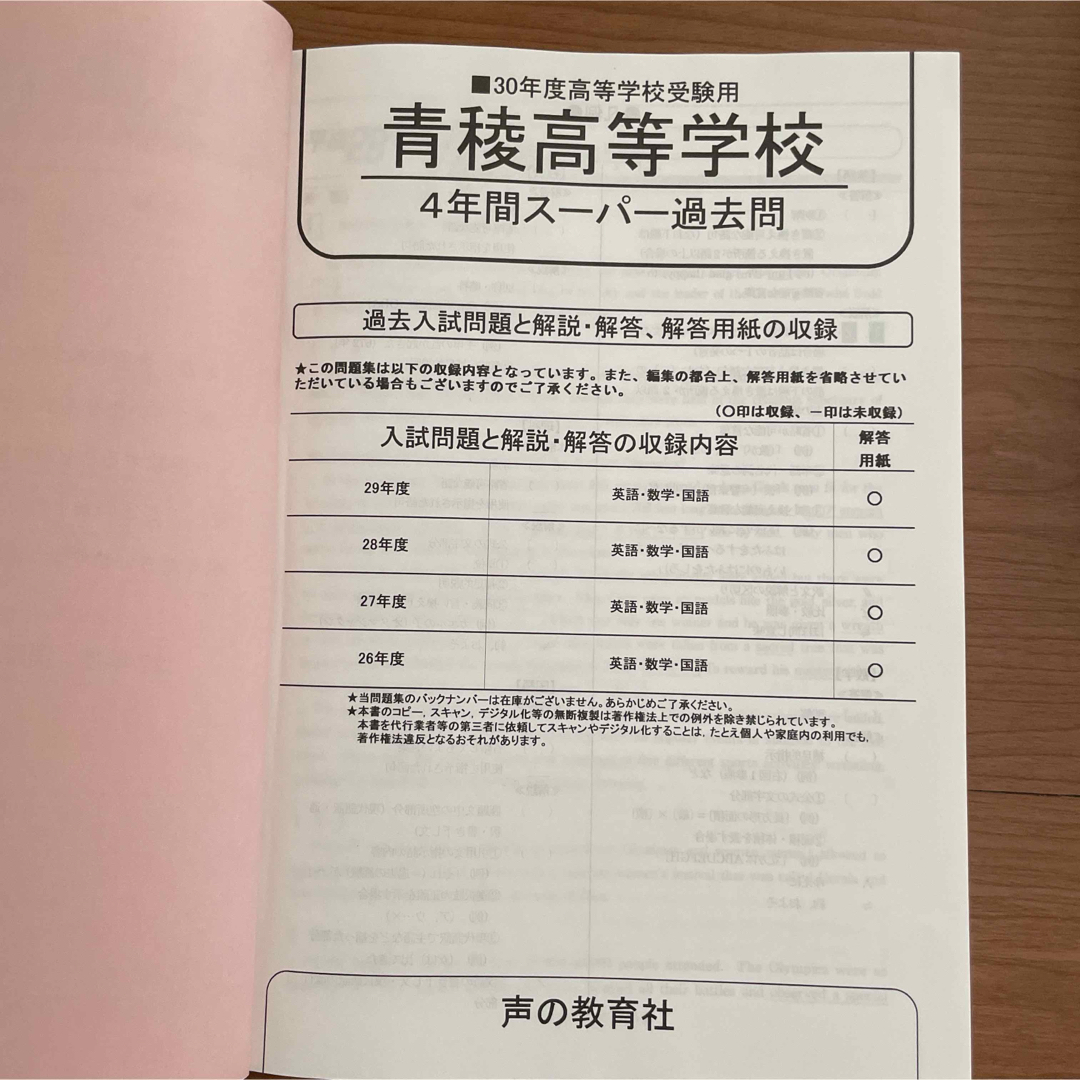 ■30年度高等学校受験用
青稜高等学校
4年間スーパー過去問
過去入試問題と解説・解答、解答用紙の収録
★この問題集は以下の収録内容となっています。また、編集の都合上、解答用紙を省略させてい
ただいている場合もございますのでご了承ください。
(○印は収録、－印は未収録)
入試問題と解説・解答の収録内容 解答
用紙
29年度 英語・数学・国語 ○
28年度 英語・数学・国語 ○
27年度 英語・数学・国語 ○
26年度 英語・数学・国語 ○
★当問題集のバックナンバーは在庫がございません。あらかじめご了承ください。
★本書のコピー,スキャン,デジタル化等の無断複製は著作権法上での例外を除き禁じられています。
本書を代行業者等の第三者に依頼してスキャンやデジタル化することは,たとえ個人や家庭内の利用でも,
著作権法違反となるおそれがあります。
声の教育社